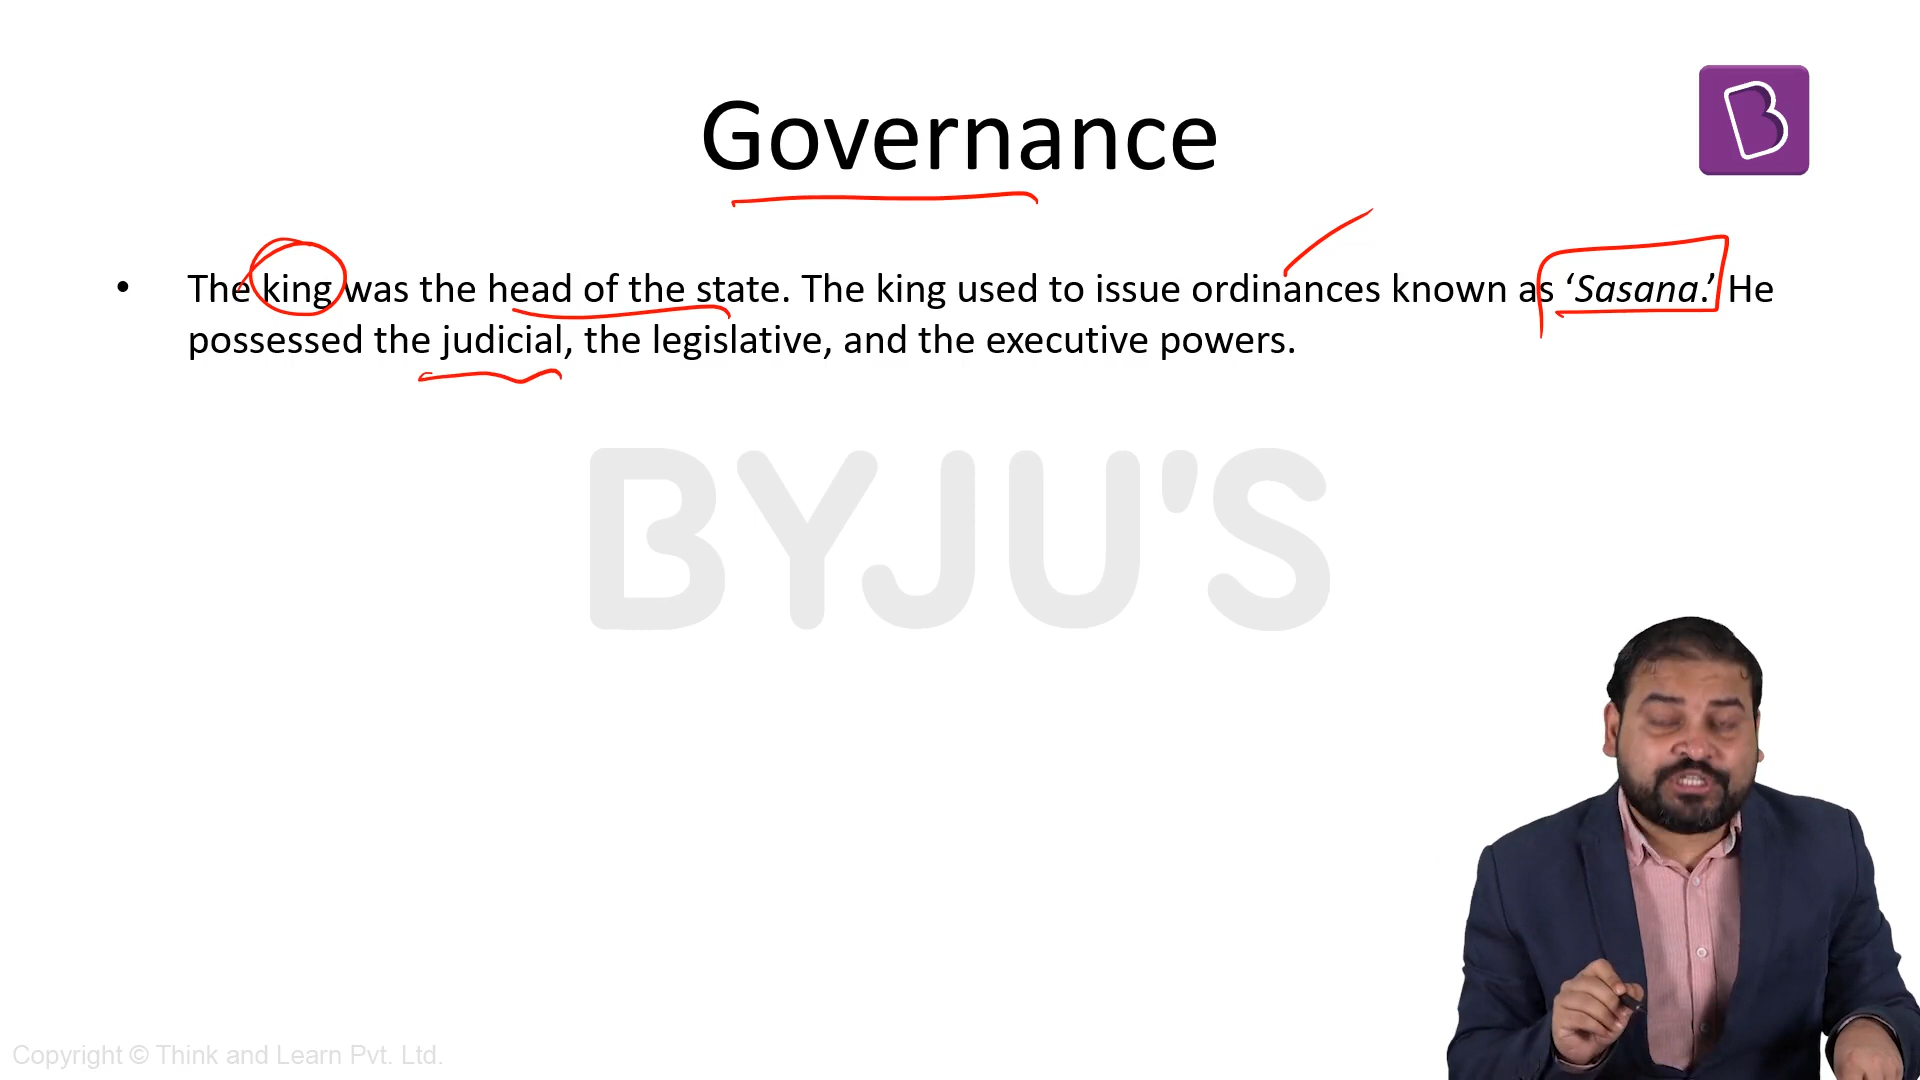 Governance
• The king was the head of the state. The king used to issue ordinances known as ‘Sasana.’ He
possessed the judicial, the legislative, and the executive powers.
BYJU'S
Copyright © Think and Learn Pvt. Ltd.